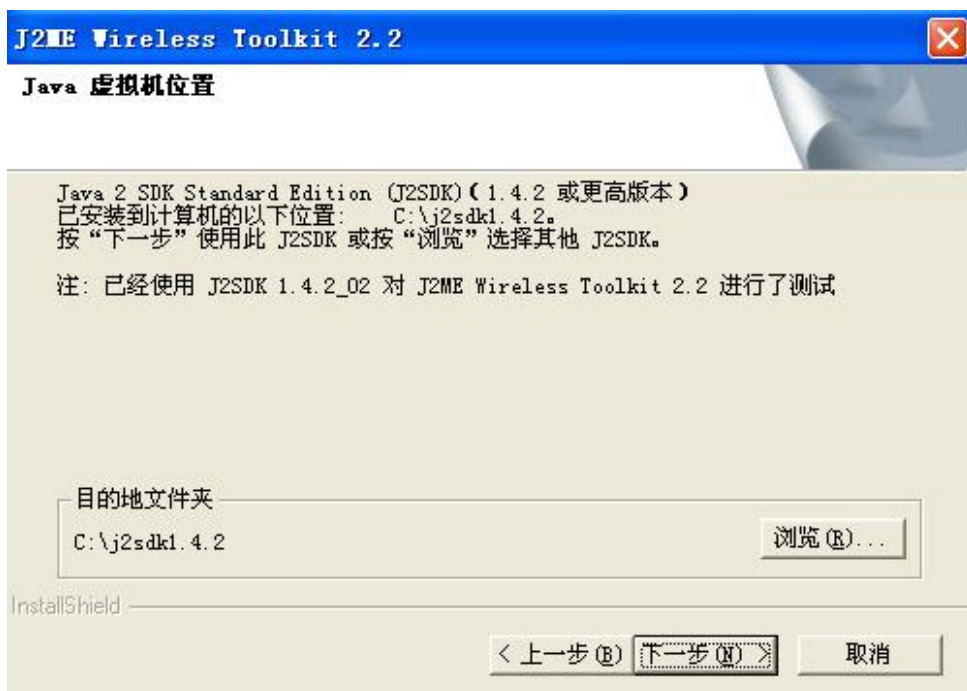 J2ME Wireless Toolkit 2.2
Java 虚拟机位置
Java 2 SDK Standard Edition (J2SDK)(1.4.2 或更高版本)
已安装到计算机的以下位置: C:\j2sdk1.4.2。
按“下一步”使用此 J2SDK 或按“浏览”选择其他 J2SDK。
注: 已经使用 J2SDK 1.4.2_02 对 J2ME Wireless Toolkit 2.2 进行了测试
目的地文件夹
C:\j2sdk1.4.2
浏览(R)...
InstallShield
< 上一步(B) 下一步(N) > 取消